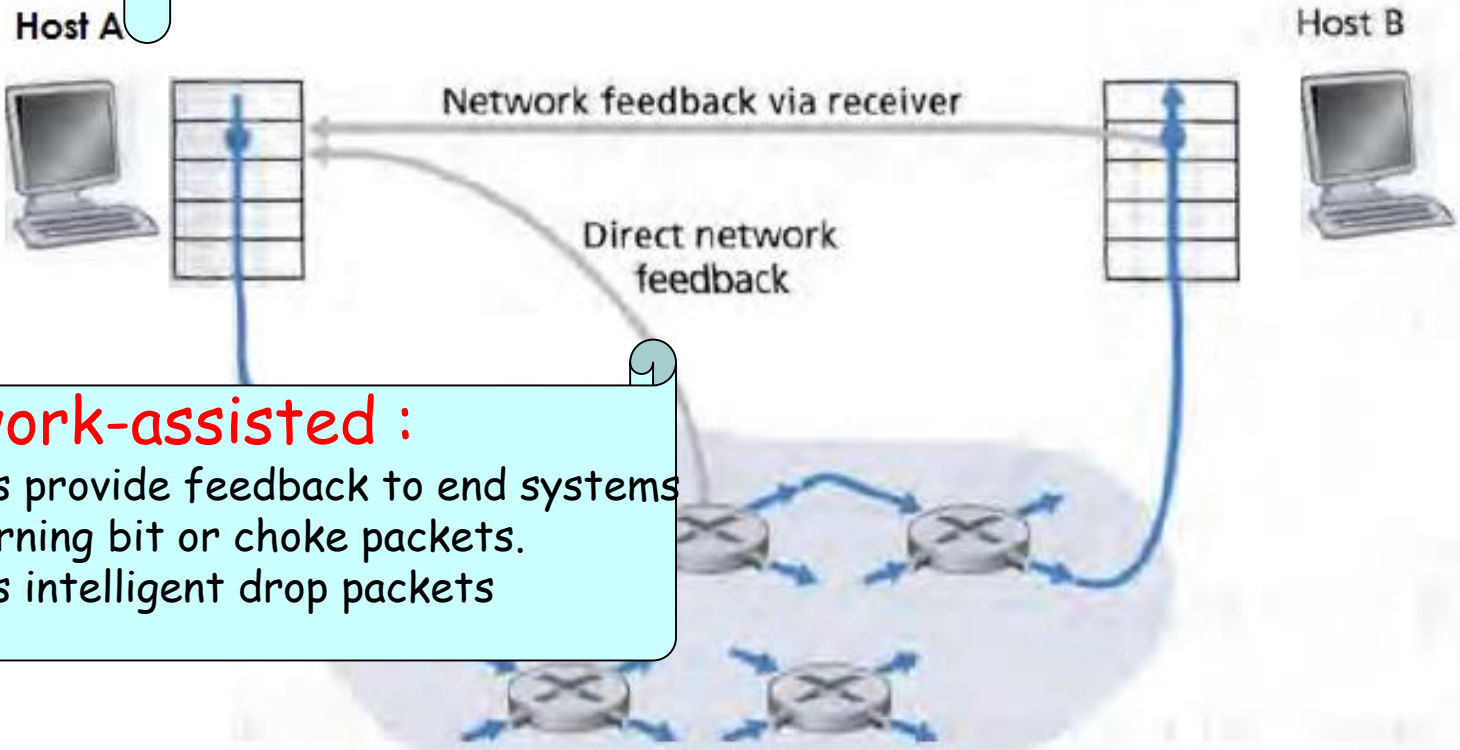 Host A
Host B
Network feedback via receiver
Direct network
feedback
work-assisted :
s provide feedback to end systems
rning bit or choke packets.
s intelligent drop packets